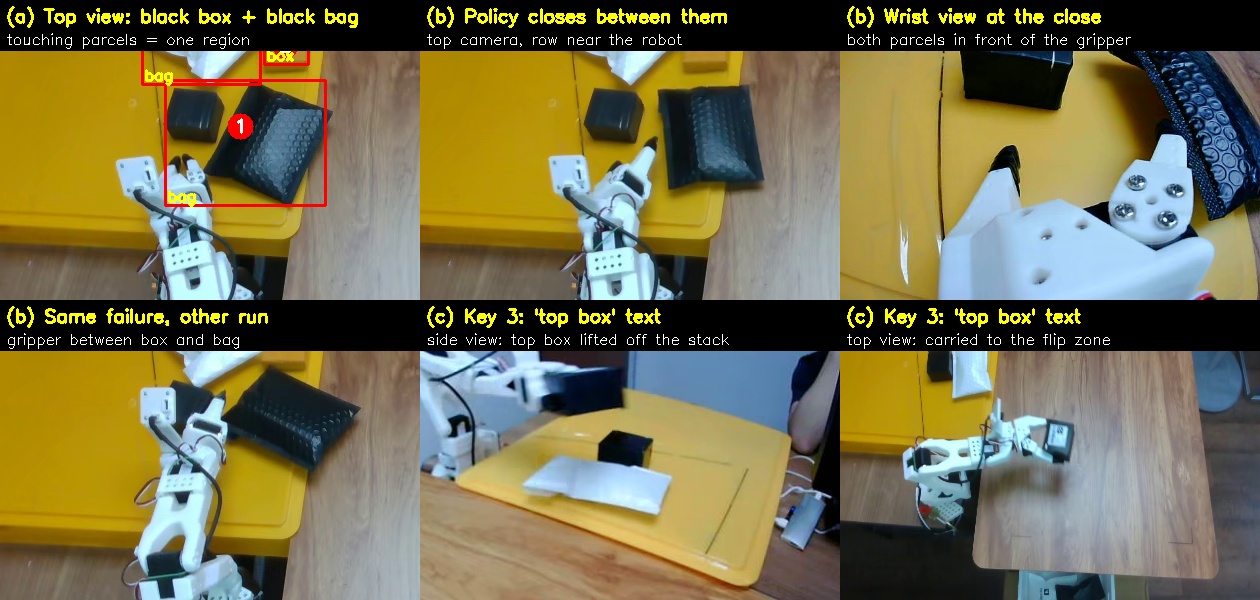 (a) Top view: black box + black bag
touching parcels = one region
bag
box
1
bag
(b) Policy closes between them
top camera, row near the robot
(b) Wrist view at the close
both parcels in front of the gripper
(b) Same failure, other run
gripper between box and bag
(c) Key 3: 'top box' text
side view: top box lifted off the stack
(c) Key 3: 'top box' text
top view: carried to the flip zone